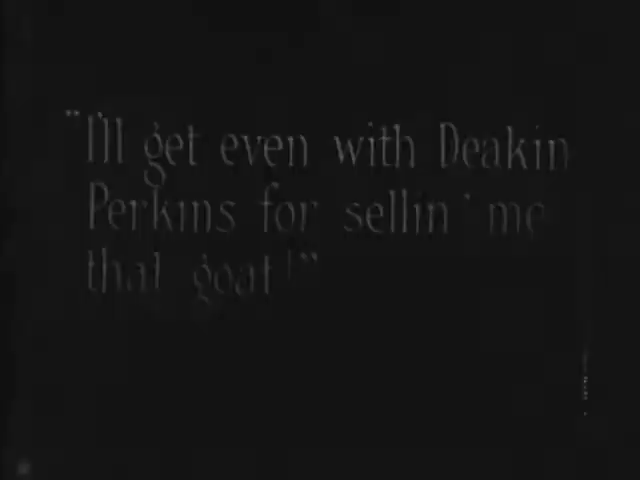 "I'll get even with Deakin
Perkins for sellin' me
that goat!"